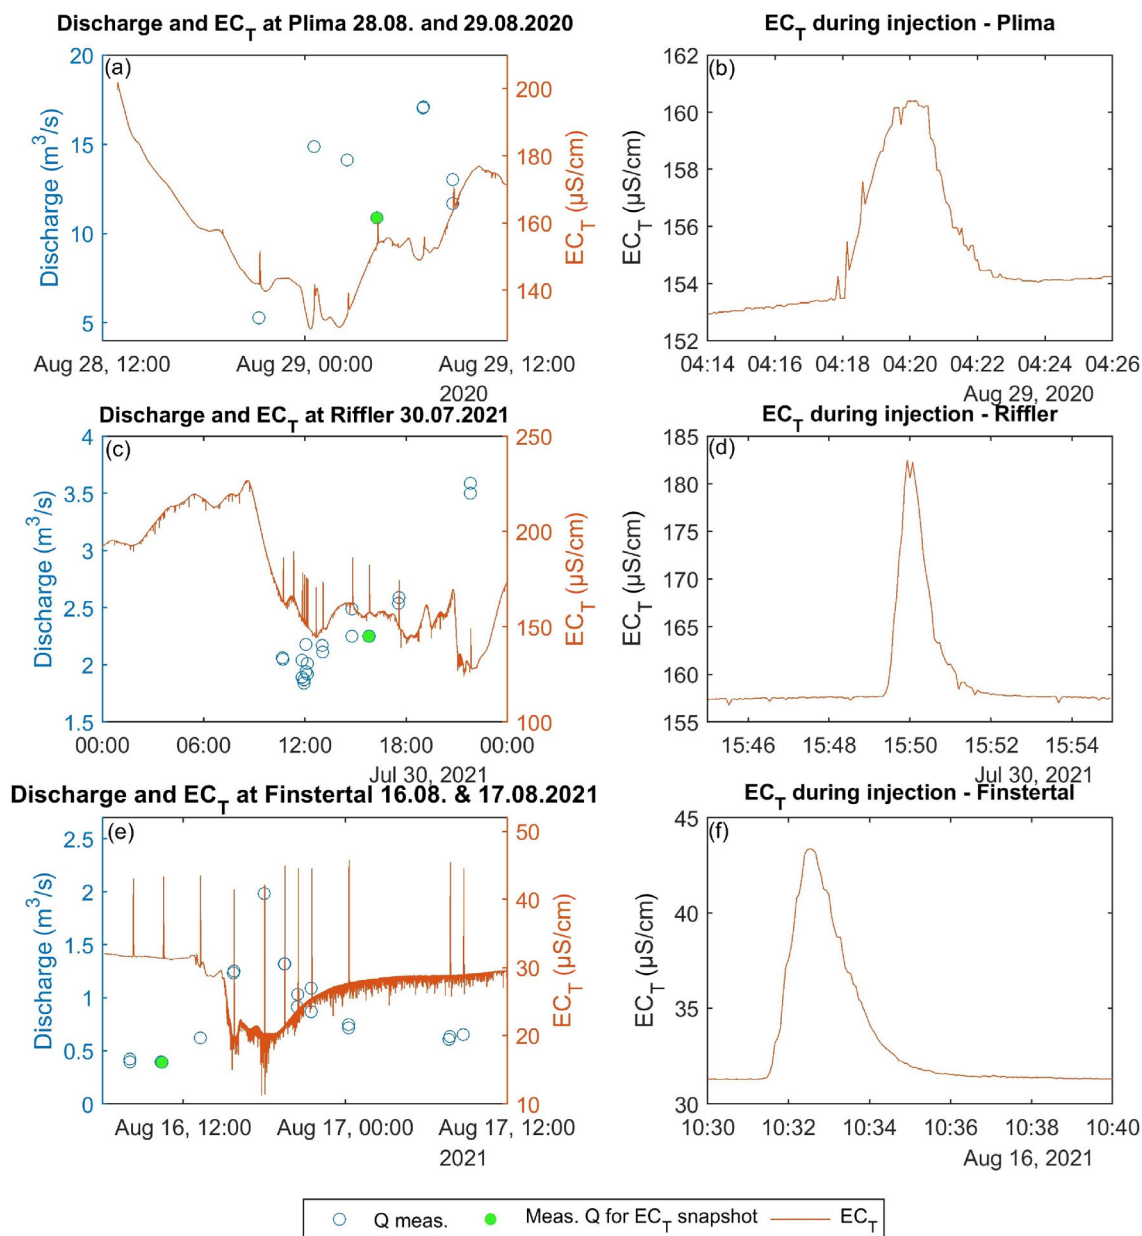 Discharge and EC_T at Plima 28.08. and 29.08.2020
(a)
Discharge (m³/s)
20
15
10
5
EC_T (µS/cm)
200
180
160
140
Aug 28, 12:00 Aug 29, 00:00 Aug 29, 12:00
2020
EC_T during injection - Plima
(b)
EC_T (µS/cm)
162
160
158
156
154
152
04:14 04:16 04:18 04:20 04:22 04:24 04:26
Aug 29, 2020
Discharge and EC_T at Riffler 30.07.2021
(c)
Discharge (m³/s)
4
3.5
3
2.5
2
1.5
EC_T (µS/cm)
250
200
150
100
00:00 06:00 12:00 18:00 00:00
Jul 30, 2021
EC_T during injection - Riffler
(d)
EC_T (µS/cm)
185
180
175
170
165
160
155
15:46 15:48 15:50 15:52 15:54
Jul 30, 2021
Discharge and EC_T at Finstertal 16.08. & 17.08.2021
(e)
Discharge (m³/s)
2.5
2
1.5
1
0.5
0
EC_T (µS/cm)
50
40
30
20
10
Aug 16, 12:00 Aug 17, 00:00 Aug 17, 12:00
2021
EC_T during injection - Finstertal
(f)
EC_T (µS/cm)
45
40
35
30
10:30 10:32 10:34 10:36 10:38 10:40
Aug 16, 2021
Q meas. Meas. Q for EC_T snapshot EC_T